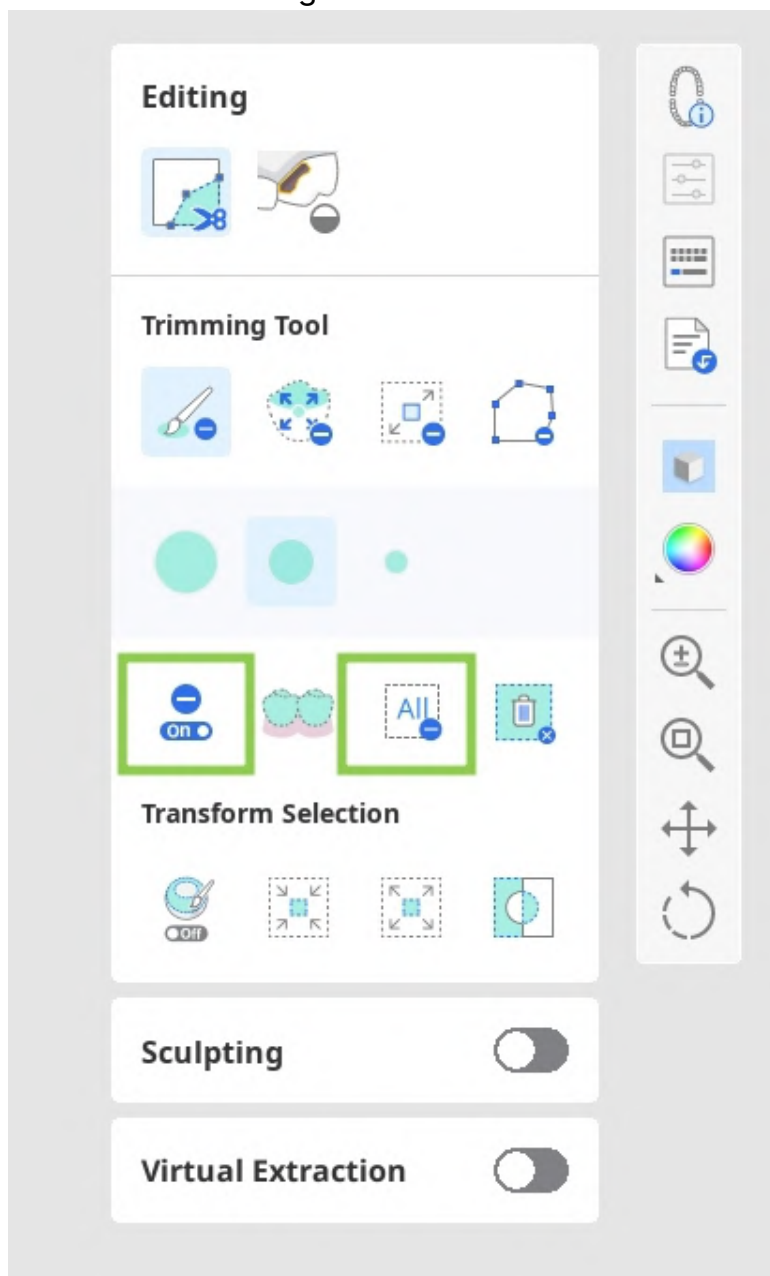 Editing
Trimming Tool
On
All
Transform Selection
Off
Sculpting
Virtual Extraction